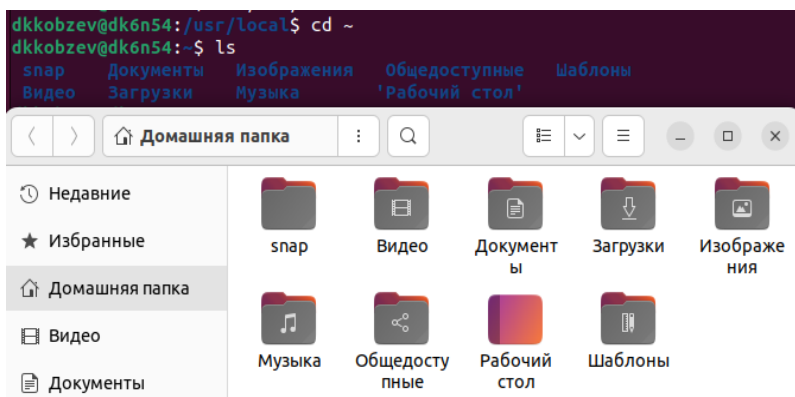 dkkobzev@dk6n54:/usr/local$ cd ~
dkkobzev@dk6n54:~$ ls
snap Документы Изображения Общедоступные Шаблоны
Видео Загрузки Музыка 'Рабочий стол'
Домашняя папка
Недавние
Избранные
Домашняя папка
Видео
Документы
snap Видео Документ Загрузки Изображе
ы ния
Музыка Общедосту Рабочий Шаблоны
пные стол